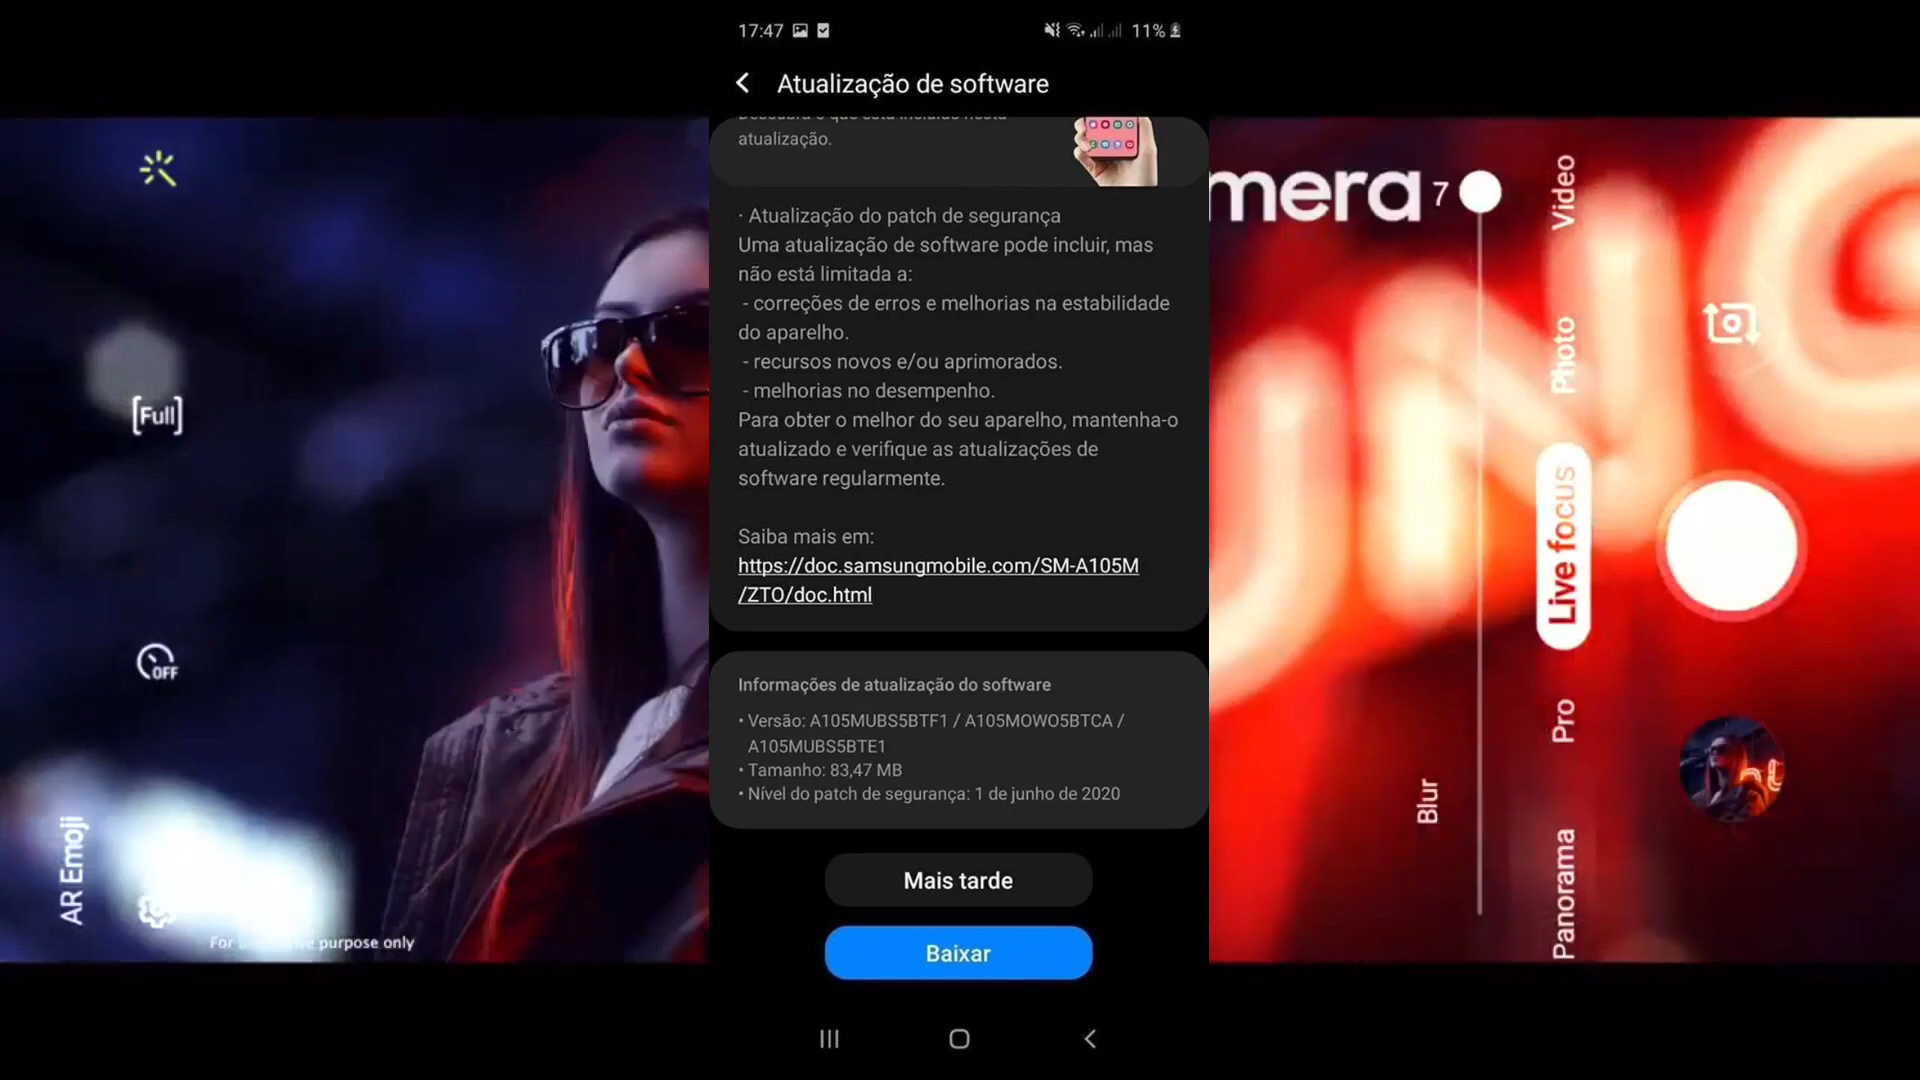 17:47
11%
Atualização de software
atualização.
· Atualização do patch de segurança
Uma atualização de software pode incluir, mas
não está limitada a:
- correções de erros e melhorias na estabilidade
do aparelho.
- recursos novos e/ou aprimorados.
- melhorias no desempenho.
Para obter o melhor do seu aparelho, mantenha-o
atualizado e verifique as atualizações de
software regularmente.
Saiba mais em:
https://doc.samsungmobile.com/SM-A105M
/ZTO/doc.html
Informações de atualização do software
• Versão: A105MUBS5BTF1 / A105MOWO5BTCA /
A105MUBS5BTE1
• Tamanho: 83,47 MB
• Nível do patch de segurança: 1 de junho de 2020
Mais tarde
Baixar
[Full]
OFF
AR Emoji
For purpose only
mera
7
Video
Photo
Live focus
Pro
Panorama
Blur